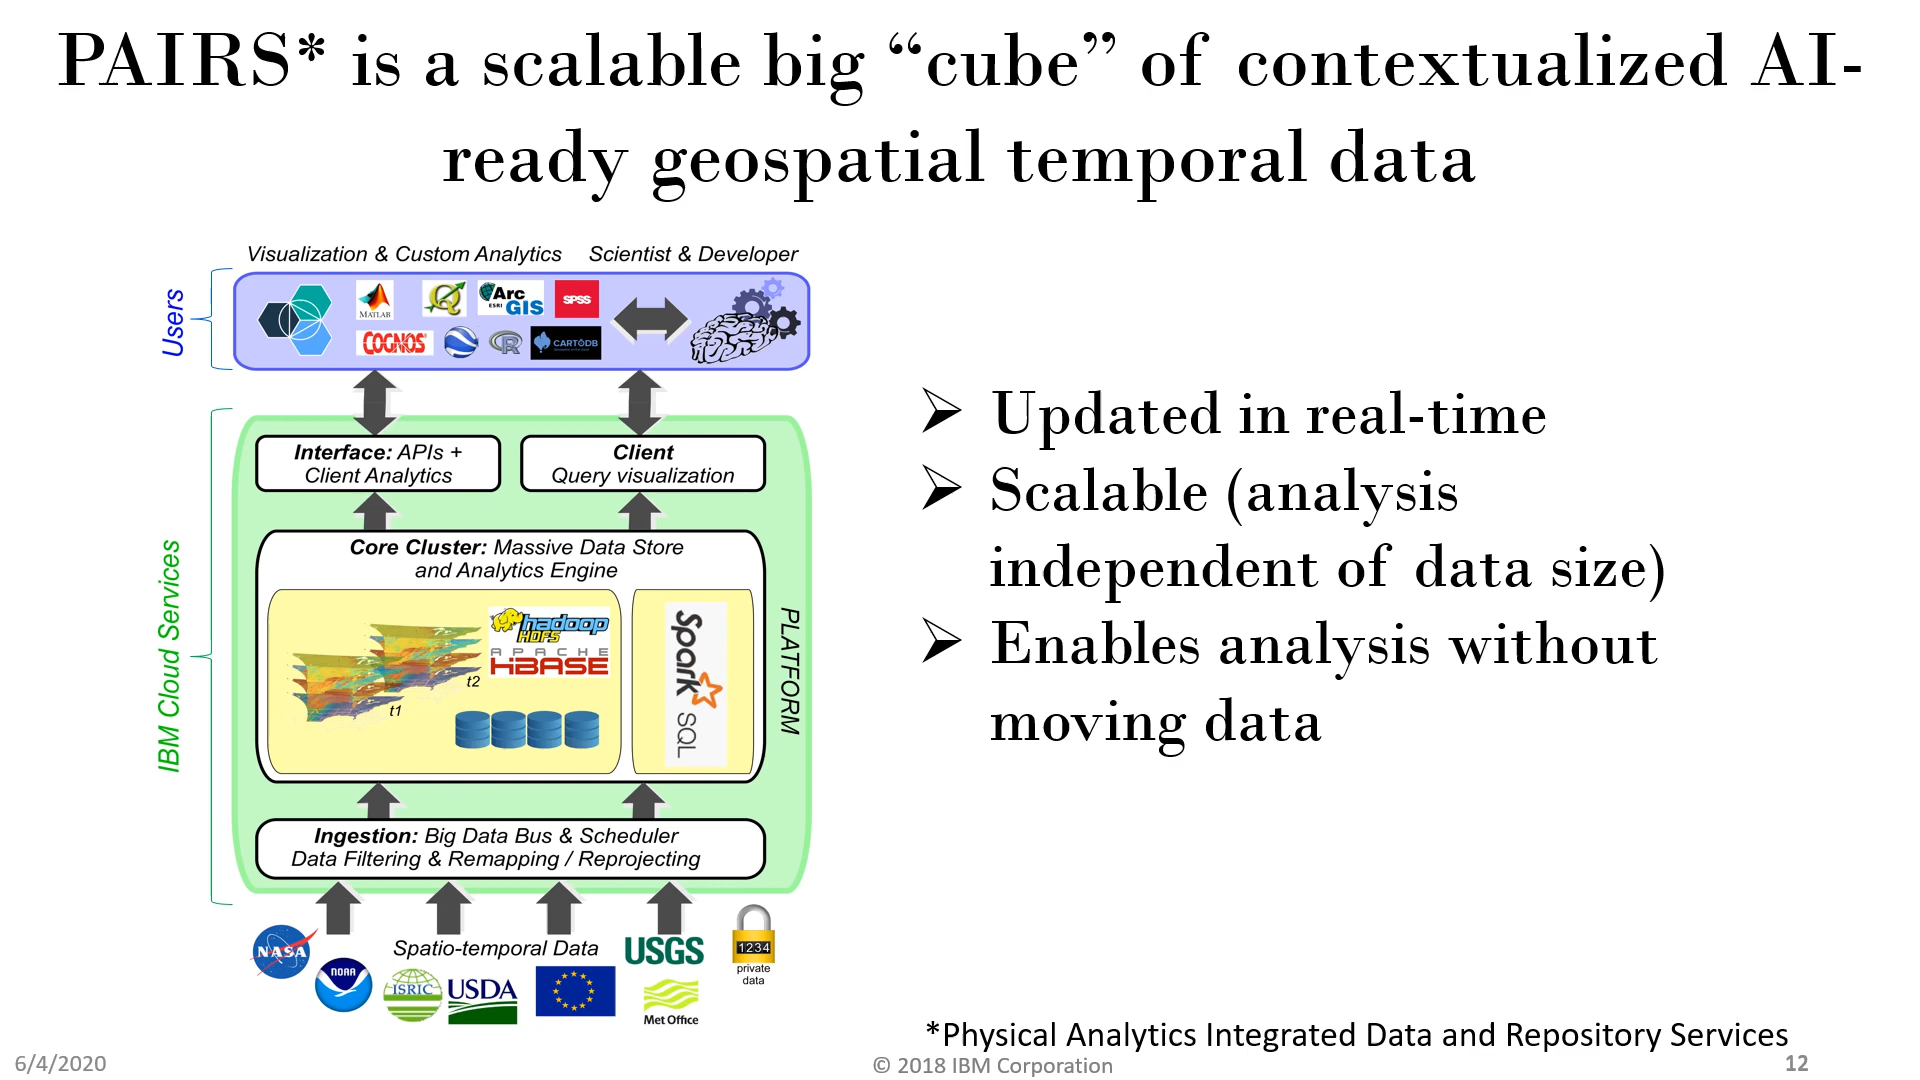 PAIRS* is a scalable big “cube” of contextualized AI-
ready geospatial temporal data
Visualization & Custom Analytics
Scientist & Developer
Users
MATLAB
Q
Arc
ESRI GIS
SPSS
COGNOS
R
CARTODB
Interface: APIs +
Client Analytics
Client
Query visualization
IBM Cloud Services
Core Cluster: Massive Data Store
and Analytics Engine
t1
t2
hadoop
HDFS
APACHE
HBASE
Spark
SQL
PLATFORM
Ingestion: Big Data Bus & Scheduler
Data Filtering & Remapping / Reprojecting
Spatio-temporal Data
NASA
NOAA
ISRIC
USDA
USGS
Met Office
1234
private
data
➢ Updated in real-time
➢ Scalable (analysis
independent of data size)
➢ Enables analysis without
moving data
*Physical Analytics Integrated Data and Repository Services
6/4/2020
© 2018 IBM Corporation
12